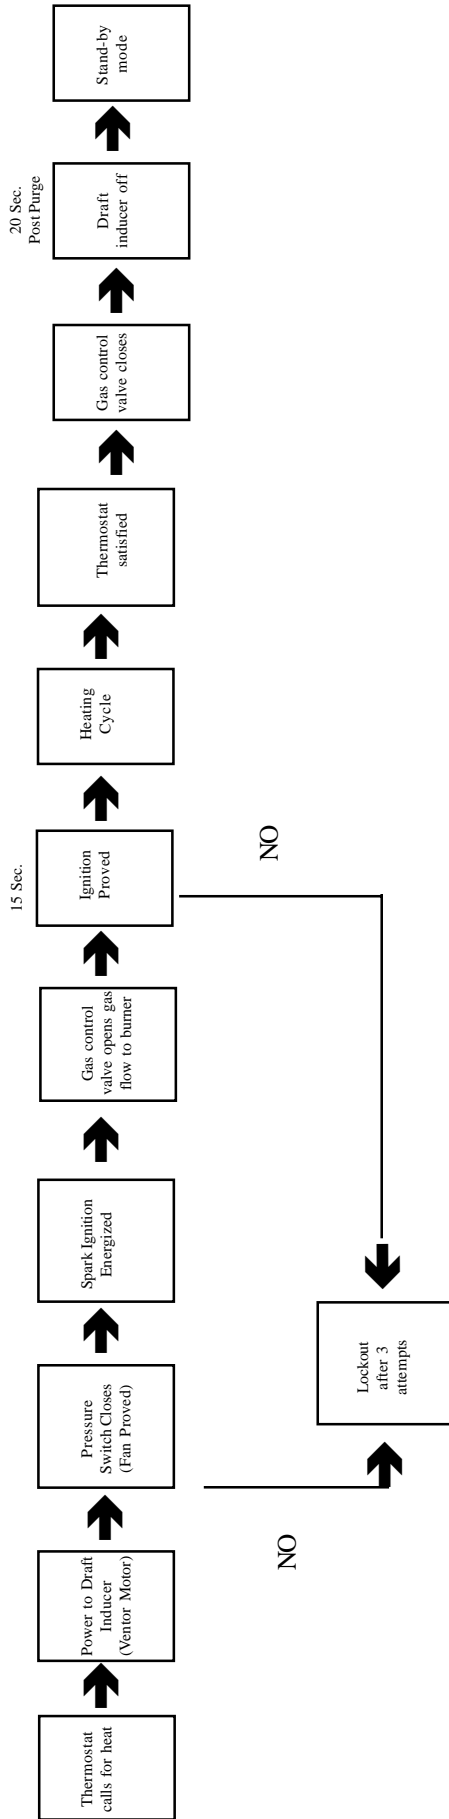 Thermostat
calls for heat
Power to Draft
Inducer
(Ventor Motor)
Pressure
Switch Closes
(Fan Proved)
NO
Spark Ignition
Energized
Gas control
valve opens gas
flow to burner
15 Sec.
Ignition
Proved
NO
Lockout
after 3
attempts
Heating
Cycle
Thermostat
satisfied
Gas control
valve closes
20 Sec.
Post Purge
Draft
inducer off
Stand-by
mode